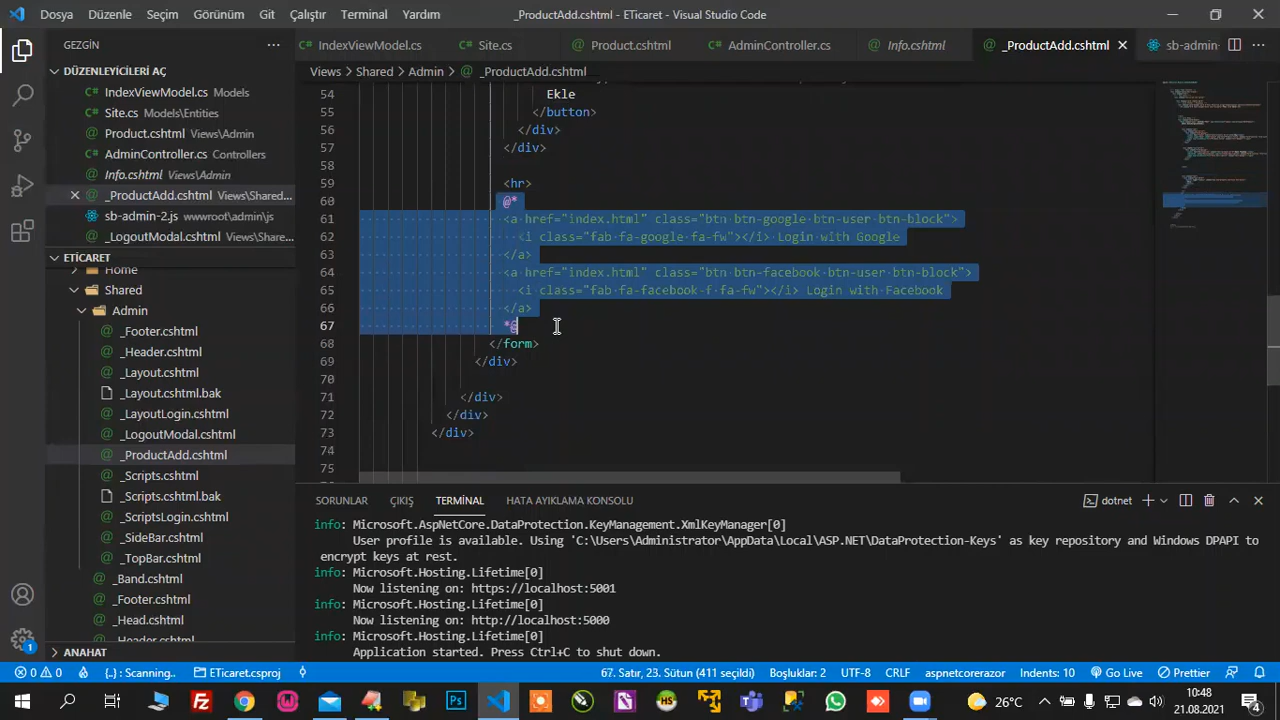 Dosya Düzenle Seçim Görünüm Git Çalıştır Terminal Yardım _ProductAdd.cshtml - ETicaret - Visual Studio Code
GEZGİN
IndexViewModel.cs Site.cs Product.cshtml AdminController.cs Info.cshtml _ProductAdd.cshtml sb-admin
Views > Shared > Admin > _ProductAdd.cshtml
DÜZENLEYİCİLERİ AÇ
IndexViewModel.cs Models
Site.cs Models\Entities
Product.cshtml Views\Admin
AdminController.cs Controllers
Info.cshtml Views\Admin
_ProductAdd.cshtml Views\Shared...
sb-admin-2.js wwwroot\admin\js
_LogoutModal.cshtml Views\Shared...
ETİCARET
Home
Shared
Admin
_Footer.cshtml
_Header.cshtml
_Layout.cshtml
_Layout.cshtml.bak
_LayoutLogin.cshtml
_LogoutModal.cshtml
_ProductAdd.cshtml
_Scripts.cshtml
_Scripts.cshtml.bak
_ScriptsLogin.cshtml
_SideBar.cshtml
_TopBar.cshtml
_Band.cshtml
_Footer.cshtml
_Head.cshtml
_Header.cshtml
ANAHAT
54 Ekle
55 </button>
56 </div>
57 </div>
58
59 <hr>
60 @*
61 <a href="index.html" class="btn btn-google btn-user btn-block">
62 <i class="fab fa-google fa-fw"></i> Login with Google
63 </a>
64 <a href="index.html" class="btn btn-facebook btn-user btn-block">
65 <i class="fab fa-facebook-f fa-fw"></i> Login with Facebook
66 </a>
67 *@
68 </form>
69 </div>
70
71 </div>
72 </div>
73 </div>
74
75
SORUNLAR ÇIKIŞ TERMİNAL HATA AYIKLAMA KONSOLU dotnet
info: Microsoft.AspNetCore.DataProtection.KeyManagement.XmlKeyManager[0]
User profile is available. Using 'C:\Users\Administrator\AppData\Local\ASP.NET\DataProtection-Keys' as key repository and Windows DPAPI to
encrypt keys at rest.
info: Microsoft.Hosting.Lifetime[0]
Now listening on: https://localhost:5001
info: Microsoft.Hosting.Lifetime[0]
Now listening on: http://localhost:5000
info: Microsoft.Hosting.Lifetime[0]
Application started. Press Ctrl+C to shut down.
0 0 {..} : Scanning... ETicaret.csproj 67. Satır, 23. Sütun (411 seçildi) Boşluklar: 2 UTF-8 CRLF aspnetcorerazor Indents: 10 Go Live Prettier
26°C 10:48
21.08.2021